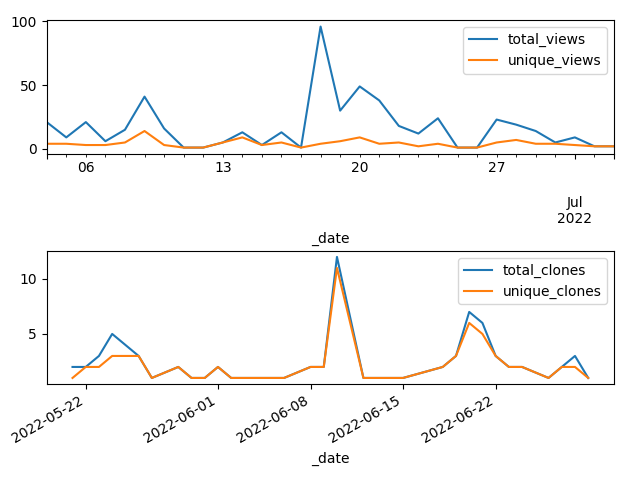 100
50
0
total_views
unique_views
06
13
20
27
Jul
2022
_date
10
5
total_clones
unique_clones
2022-05-22
2022-06-01
2022-06-08
2022-06-15
2022-06-22
_date